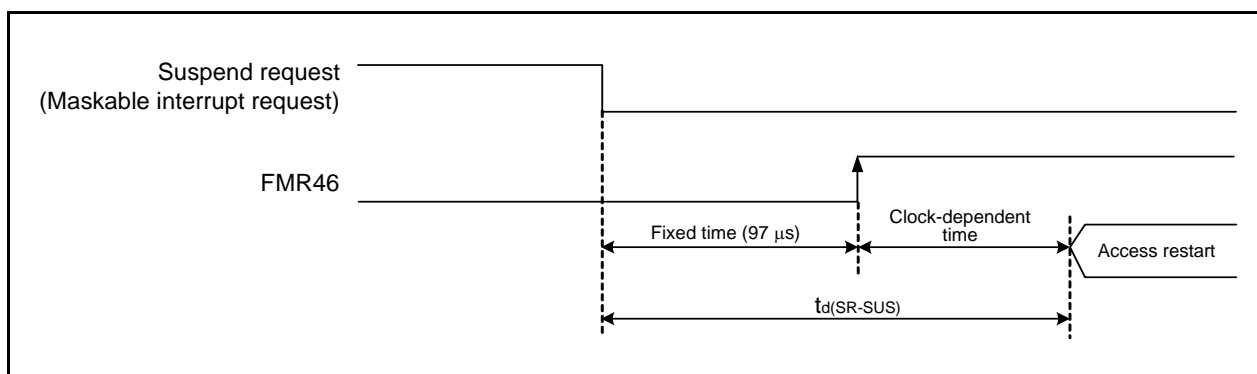 Suspend request
(Maskable interrupt request)
FMR46
Fixed time (97 μs)
Clock-dependent
time
Access restart
td(SR-SUS)